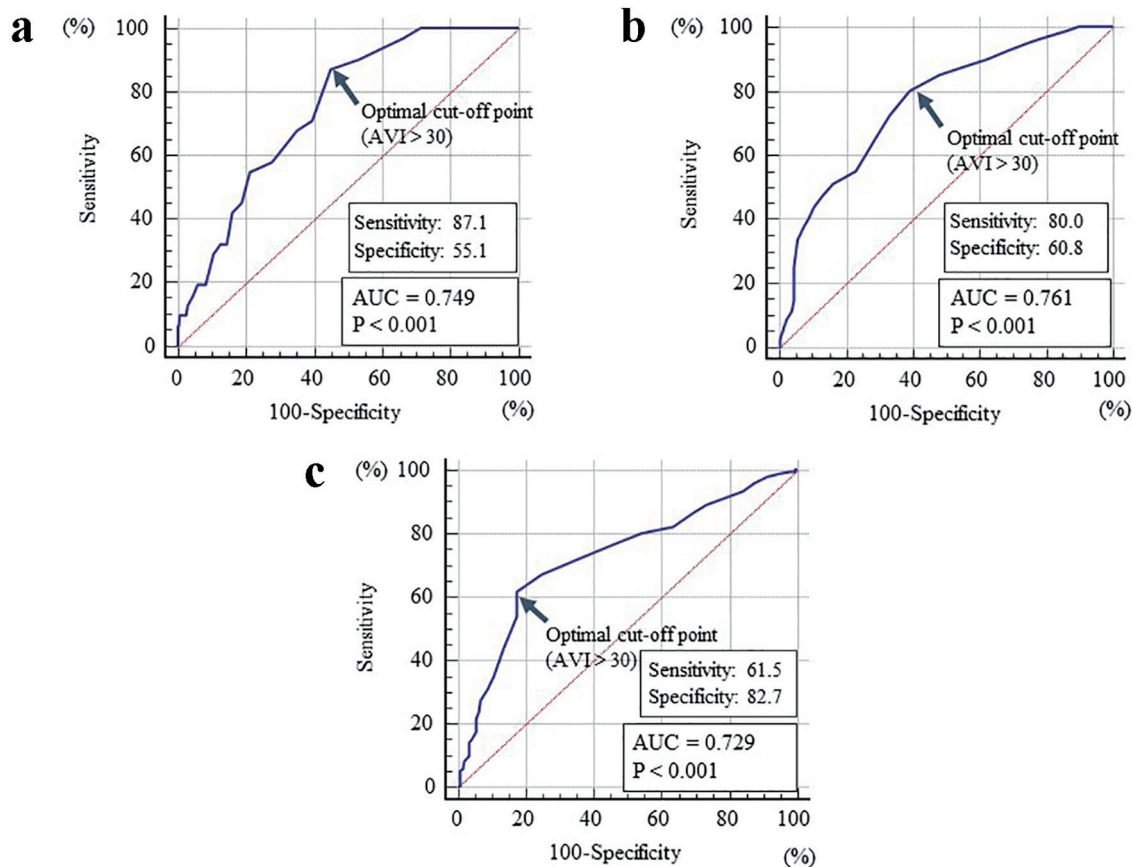 a
(%)
100
80
60
40
20
0
Sensitivity
Optimal cut-off point
(AVI > 30)
Sensitivity: 87.1
Specificity: 55.1
AUC = 0.749
P < 0.001
0 20 40 60 80 100
100-Specificity (%)
b
(%)
100
80
60
40
20
0
Sensitivity
Optimal cut-off point
(AVI > 30)
Sensitivity: 80.0
Specificity: 60.8
AUC = 0.761
P < 0.001
0 20 40 60 80 100
100-Specificity (%)
c
(%)
100
80
60
40
20
0
Sensitivity
Optimal cut-off point
(AVI > 30)
Sensitivity: 61.5
Specificity: 82.7
AUC = 0.729
P < 0.001
0 20 40 60 80 100
100-Specificity (%)